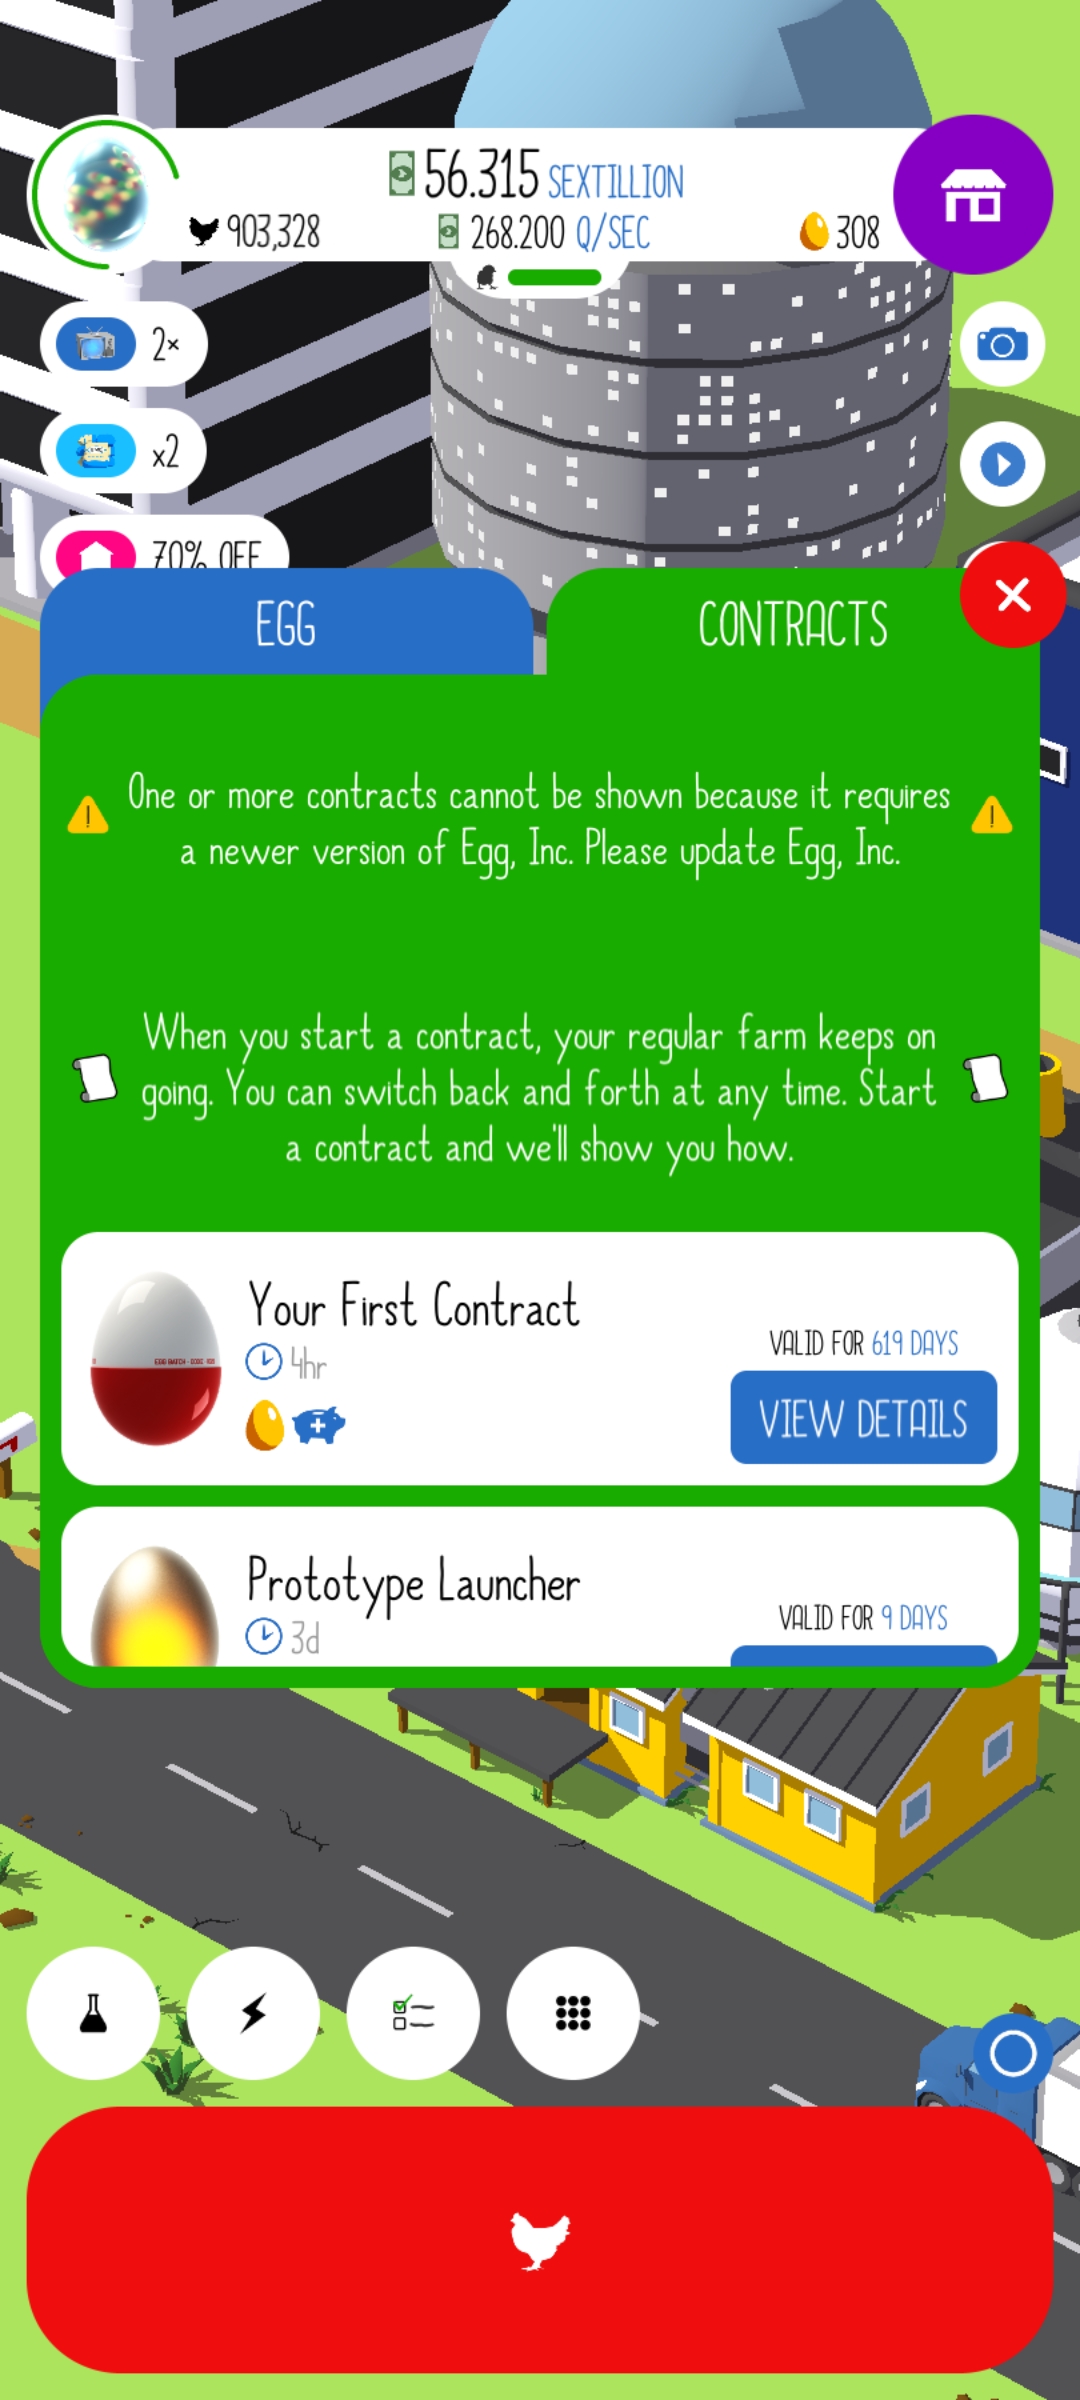 56.315 SEXTILLION
903,328
268.200 Q/SEC
308
2×
x2
70% OFF
EGG
CONTRACTS
One or more contracts cannot be shown because it requires
a newer version of Egg, Inc. Please update Egg, Inc.
When you start a contract, your regular farm keeps on
going. You can switch back and forth at any time. Start
a contract and we'll show you how.
Your First Contract
4hr
VALID FOR 619 DAYS
VIEW DETAILS
Prototype Launcher
3d
VALID FOR 9 DAYS